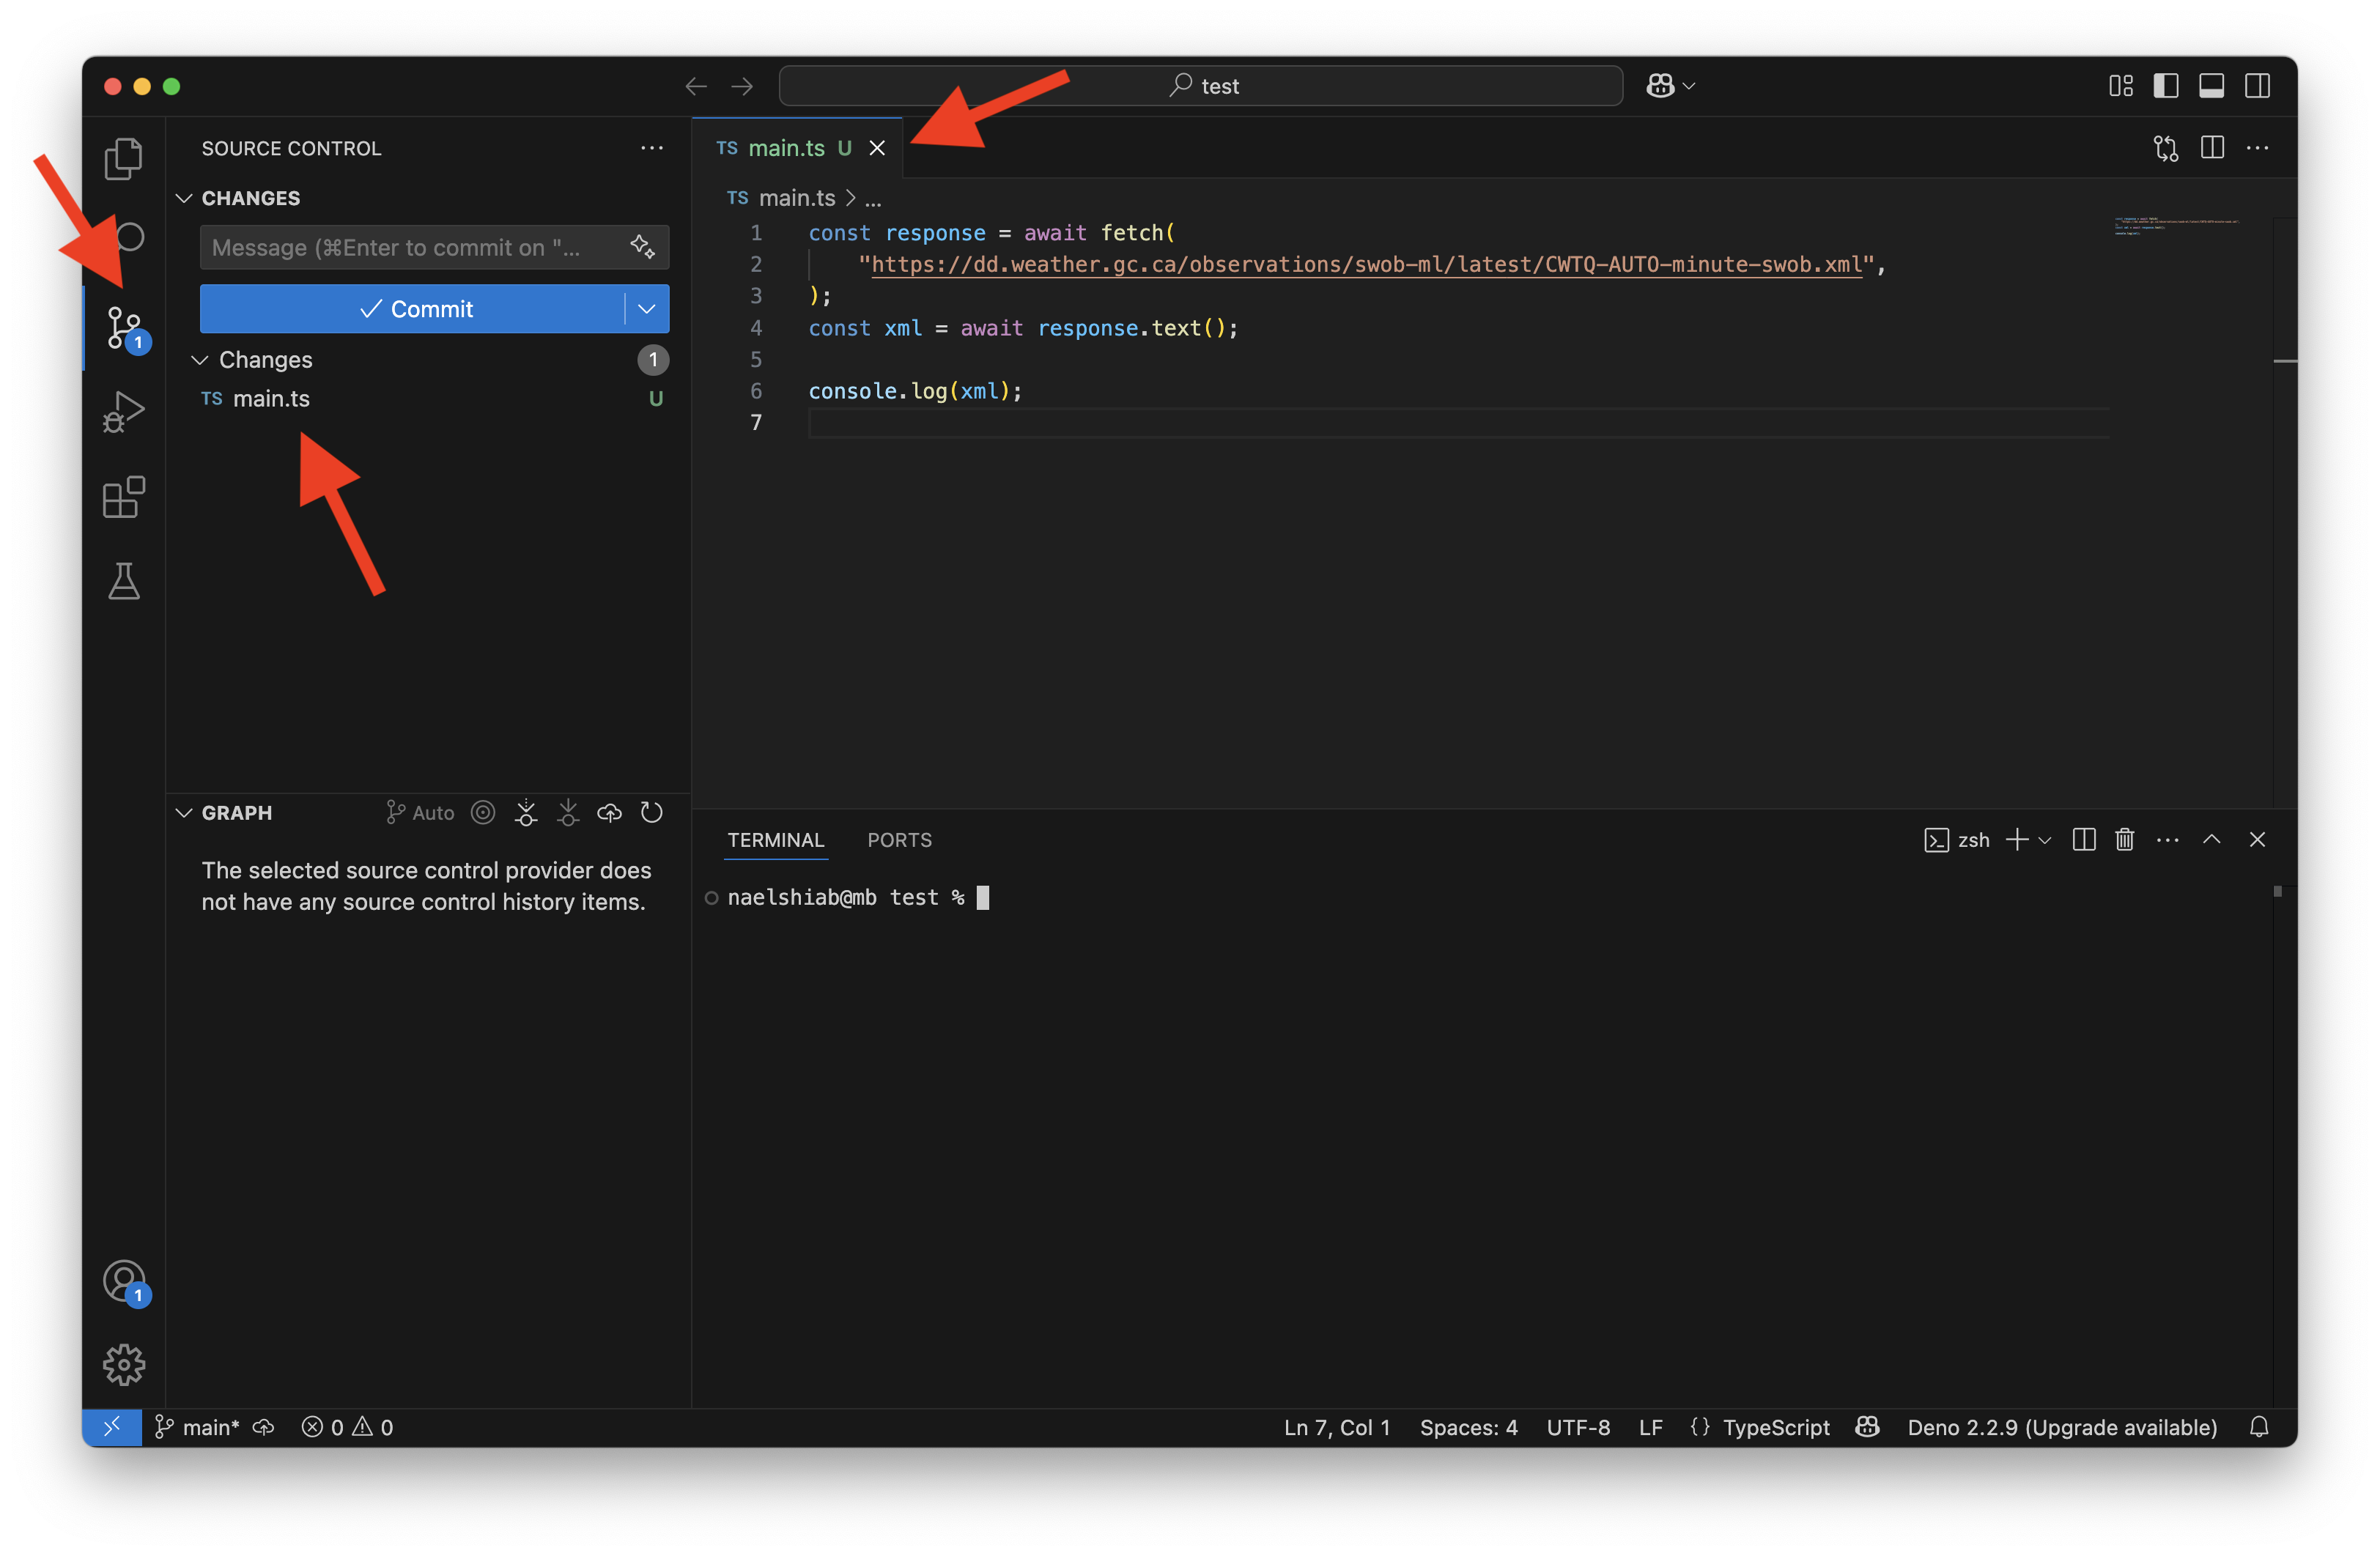 test
SOURCE CONTROL
CHANGES
Message (⌘Enter to commit on "...
Commit
Changes 1
TS main.ts U
1
1
GRAPH Auto
The selected source control provider does
not have any source control history items.
TS main.ts U
TS main.ts > ...
1 const response = await fetch(
2 "https://dd.weather.gc.ca/observations/swob-ml/latest/CWTQ-AUTO-minute-swob.xml",
3 );
4 const xml = await response.text();
5
6 console.log(xml);
7
TERMINAL PORTS zsh
naelshiab@mb test %
main* 0 0 Ln 7, Col 1 Spaces: 4 UTF-8 LF {} TypeScript Deno 2.2.9 (Upgrade available)